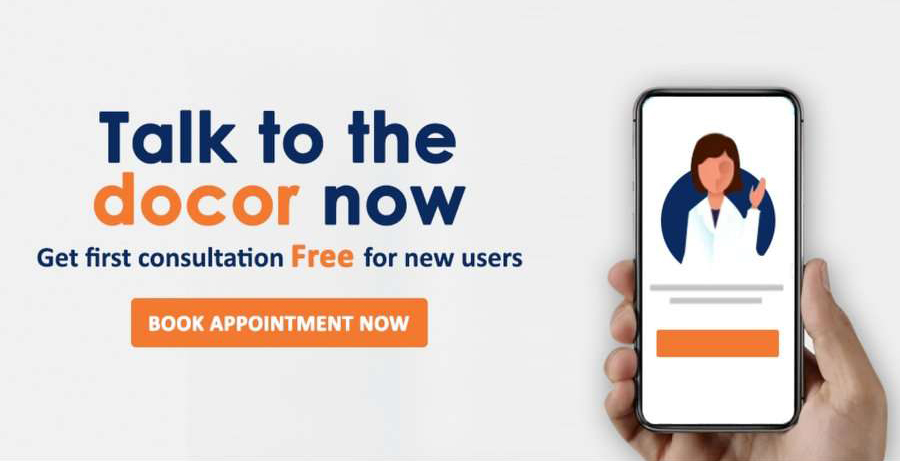 Talk to the
docor now
Get first consultation Free for new users
BOOK APPOINTMENT NOW